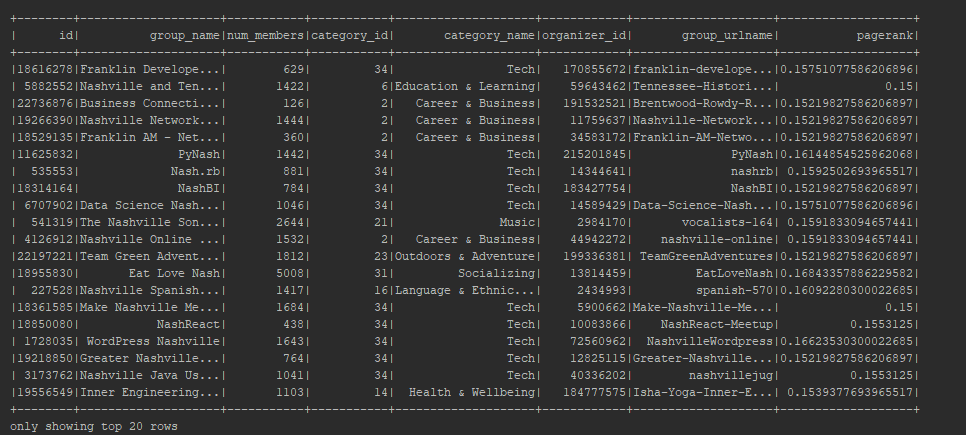 +--------+--------------------+-----------+-----------+--------------------+------------+--------------------+-------------------+
|      id|          group_name|num_members|category_id|       category_name|organizer_id|       group_urlname|           pagerank|
+--------+--------------------+-----------+-----------+--------------------+------------+--------------------+-------------------+
|18616278|Franklin Develope...|        629|         34|                Tech|   170855672|franklin-develope...|0.15751077586206896|
| 5882552|Nashville and Ten...|       1422|          6|Education & Learning|    59643462|Tennessee-Histori...|               0.15|
|22736876|Business Connecti...|        126|          2|   Career & Business|   191532521|Brentwood-Rowdy-R...|0.15219827586206897|
|19266390|Nashville Network...|       1444|          2|   Career & Business|    11759637|Nashville-Network...|0.15219827586206897|
|18529135|Franklin AM - Net...|        360|          2|   Career & Business|    34583172|Franklin-AM-Netwo...|0.15219827586206897|
|11625832|              PyNash|       1442|         34|                Tech|   215201845|              PyNash|0.16144854525862068|
|  535553|             Nash.rb|        881|         34|                Tech|    14344641|              nashrb| 0.1592502693965517|
|18314164|              NashBI|        784|         34|                Tech|   183427754|              NashBI|0.15219827586206897|
| 6707902|Data Science Nash...|       1046|         34|                Tech|    14589429|Data-Science-Nash...|0.15751077586206896|
|  541319|The Nashville Son...|       2644|         21|               Music|     2984170|       vocalists-164| 0.1591833094657441|
| 4126912|Nashville Online ...|       1532|          2|   Career & Business|    44942272|    nashville-online| 0.1591833094657441|
|22197221|Team Green Advent...|       1812|         23|Outdoors & Adventure|   199336381| TeamGreenAdventures|0.15219827586206897|
|18955830|       Eat Love Nash|       5008|         31|         Socializing|    13814459|         EatLoveNash|0.16843357886229582|
|  227528|Nashville Spanish...|       1417|         16|Language & Ethnic...|     2434993|         spanish-570|0.16092280300022685|
|18361585|Make Nashville Me...|       1684|         34|                Tech|     5900662|Make-Nashville-Me...|               0.15|
|18850080|           NashReact|        438|         34|                Tech|    10083866|    NashReact-Meetup|          0.1553125|
| 1728035| WordPress Nashville|       1643|         34|                Tech|    72560962|  NashvilleWordpress|0.16623530300022685|
|19218850|Greater Nashville...|        764|         34|                Tech|    12825115|Greater-Nashville...|0.15219827586206897|
| 3173762|Nashville Java Us...|       1041|         34|                Tech|    40336202|       nashvillejug|          0.1553125|
|19556549|Inner Engineering...|       1103|         14|  Health & Wellbeing|   184777575|Isha-Yoga-Inner-E...| 0.1539377693965517|
+--------+--------------------+-----------+-----------+--------------------+------------+--------------------+-------------------+
only showing top 20 rows